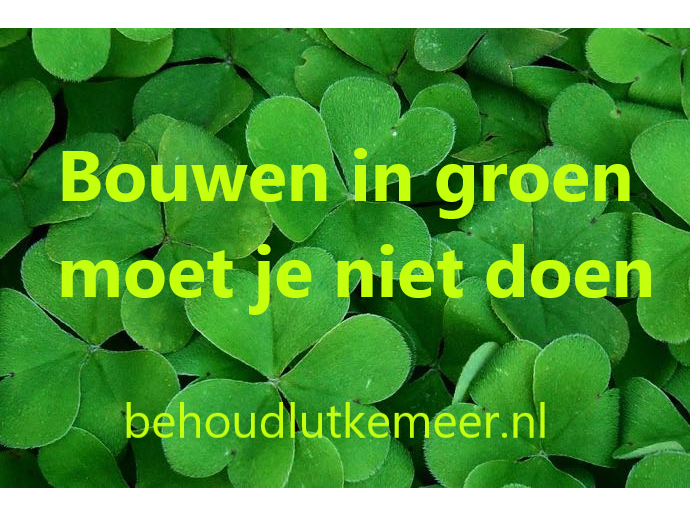 Bouwen in groen
moet je niet doen
behoudlutkemeer.nl